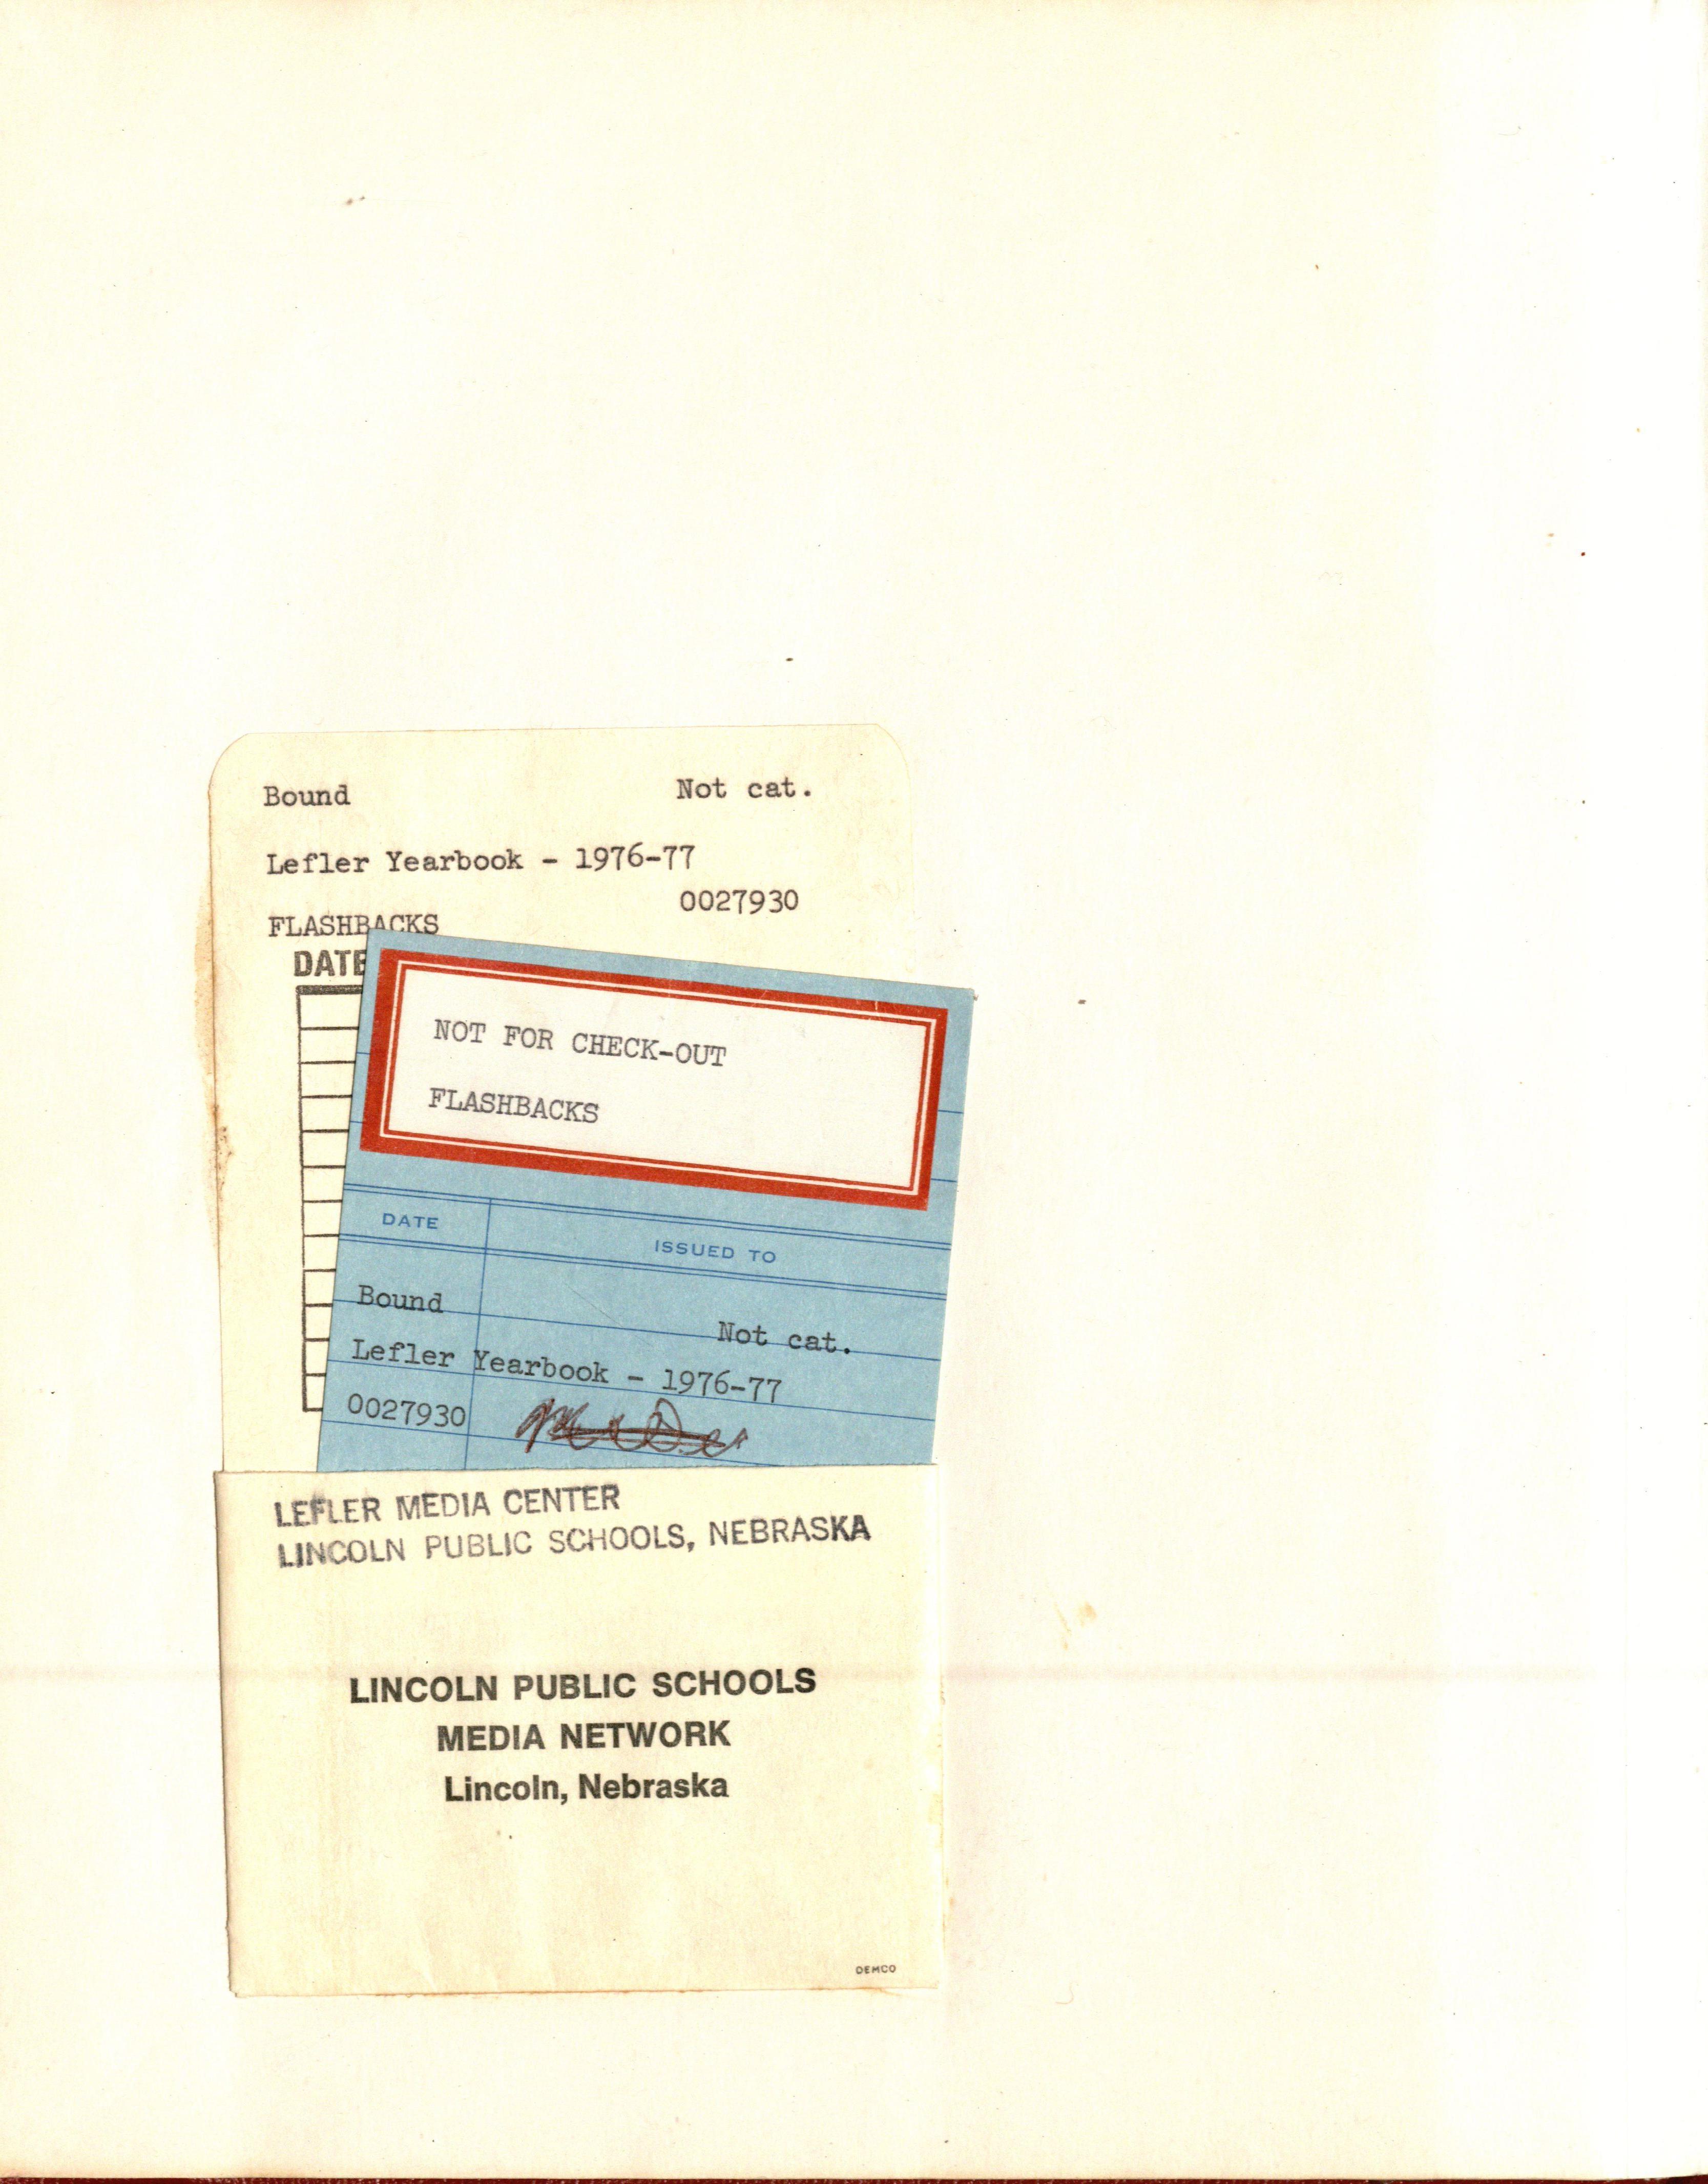 Bound Not cat.
Lefler Yearbook - 1976-77
0027930
FLASHBACKS
DATE
NOT FOR CHECK-OUT
FLASHBACKS
DATE ISSUED TO
Bound
Not cat.
Lefler Yearbook - 1976-77
0027930
LEFLER MEDIA CENTER
LINCOLN PUBLIC SCHOOLS, NEBRASKA
LINCOLN PUBLIC SCHOOLS
MEDIA NETWORK
Lincoln, Nebraska
DEMCO